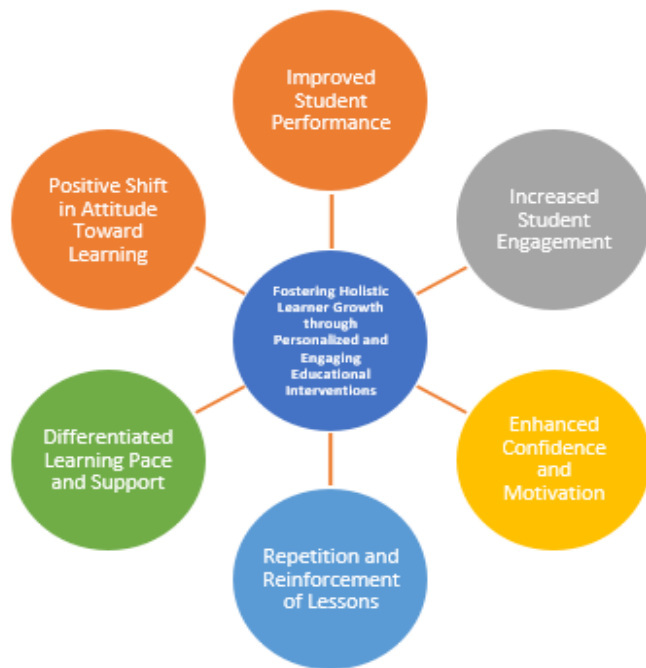 Improved
Student
Performance
Positive Shift
in Attitude
Toward
Learning
Increased
Student
Engagement
Fostering Holistic
Learner Growth
through
Personalized and
Engaging
Educational
Interventions
Differentiated
Learning Pace
and Support
Enhanced
Confidence
and
Motivation
Repetition and
Reinforcement
of Lessons